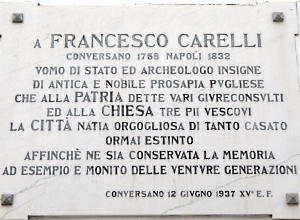 A FRANCESCO CARELLI
CONVERSANO 1758 NAPOLI 1832
VOMO DI STATO ED ARCHEOLOGO INSIGNE
DI ANTICA E NOBILE PROSAPIA PVGLIESE
CHE ALLA PATRIA DETTE VARI GIVRECONSVLTI
ED ALLA CHIESA TRE PII VESCOVI
LA CITTÀ NATIA ORGOGLIOSA DI TANTO CASATO
ORMAI ESTINTO
AFFINCHÈ NE SIA CONSERVATA LA MEMORIA
AD ESEMPIO E MONITO DELLE VENTVRE GENERAZIONI
CONVERSANO 12 GIVGNO 1937 XVº E.F.